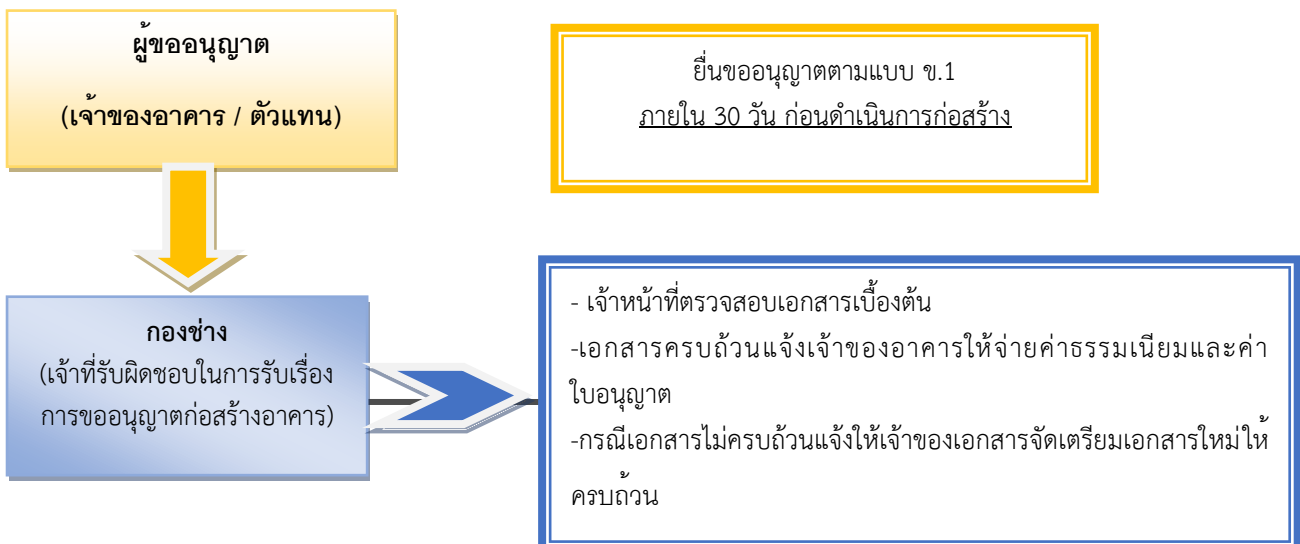 ผู้ขออนุญาต
(เจ้าของอาคาร / ตัวแทน)
ยื่นขออนุญาตตามแบบ ข.1
ภายใน 30 วัน ก่อนดำเนินการก่อสร้าง
กองช่าง
(เจ้าที่รับผิดชอบในการรับเรื่อง
การขออนุญาตก่อสร้างอาคาร)
- เจ้าหน้าที่ตรวจสอบเอกสารเบื้องต้น
-เอกสารครบถ้วนแจ้งเจ้าของอาคารให้จ่ายค่าธรรมเนียมและค่า
ใบอนุญาต
-กรณีเอกสารไม่ครบถ้วนแจ้งให้เจ้าของเอกสารจัดเตรียมเอกสารใหม่ให้
ครบถ้วน